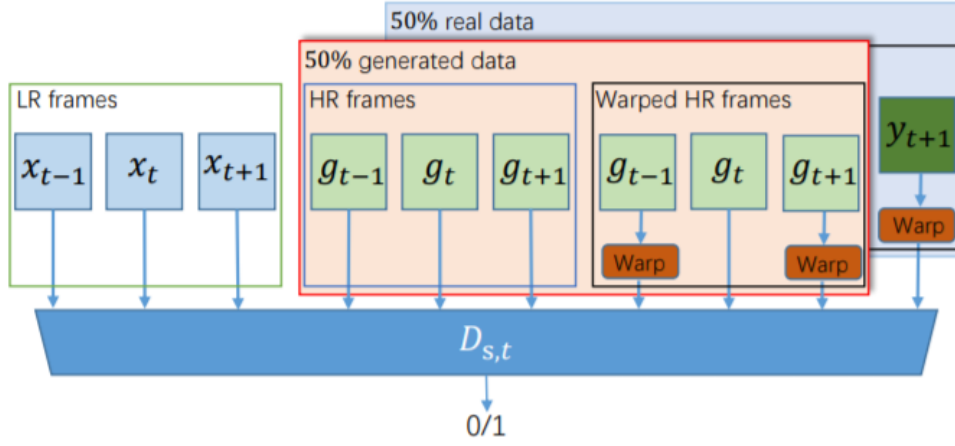 50% real data
50% generated data
LR frames
HR frames
Warped HR frames
x_{t-1} x_t x_{t+1} g_{t-1} g_t g_{t+1} g_{t-1} g_t g_{t+1} y_{t+1}
Warp Warp Warp
D_{s,t}
0/1